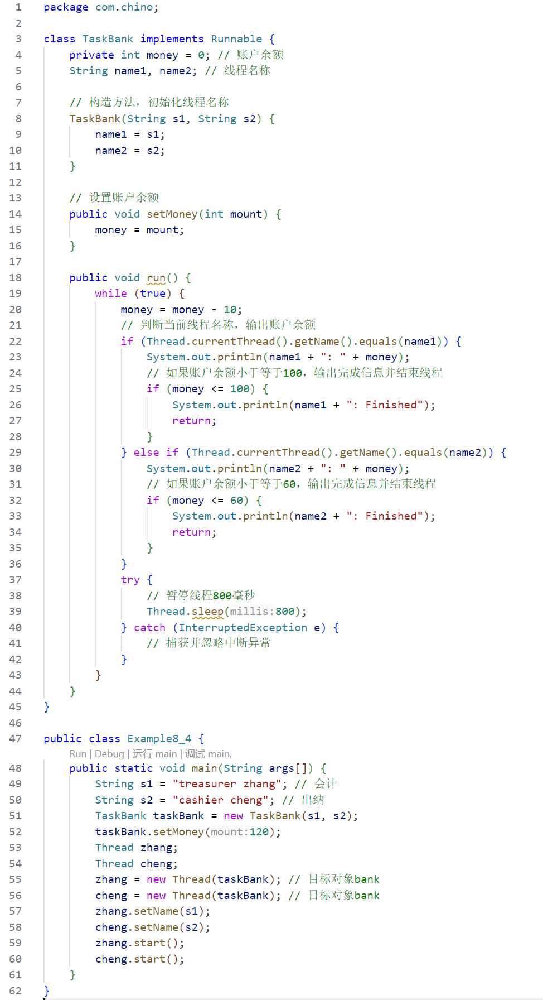 1 package com.chino;
2
3 class TaskBank implements Runnable {
4 private int money = 0; // 账户余额
5 String name1, name2; // 线程名称
6
7 // 构造方法，初始化线程名称
8 TaskBank(String s1, String s2) {
9 name1 = s1;
10 name2 = s2;
11 }
12
13 // 设置账户余额
14 public void setMoney(int mount) {
15 money = mount;
16 }
17
18 public void run() {
19 while (true) {
20 money = money - 10;
21 // 判断当前线程名称，输出账户余额
22 if (Thread.currentThread().getName().equals(name1)) {
23 System.out.println(name1 + ": " + money);
24 // 如果账户余额小于等于100，输出完成信息并结束线程
25 if (money <= 100) {
26 System.out.println(name1 + ": Finished");
27 return;
28 }
29 } else if (Thread.currentThread().getName().equals(name2)) {
30 System.out.println(name2 + ": " + money);
31 // 如果账户余额小于等于60，输出完成信息并结束线程
32 if (money <= 60) {
33 System.out.println(name2 + ": Finished");
34 return;
35 }
36 }
37 try {
38 // 暂停线程800毫秒
39 Thread.sleep(millis:800);
40 } catch (InterruptedException e) {
41 // 捕获并忽略中断异常
42 }
43 }
44 }
45 }
46
47 public class Example8_4 {
Run | Debug | 运行 main | 调试 main,
48 public static void main(String args[]) {
49 String s1 = "treasurer zhang"; // 会计
50 String s2 = "cashier cheng"; // 出纳
51 TaskBank taskBank = new TaskBank(s1, s2);
52 taskBank.setMoney(mount:120);
53 Thread zhang;
54 Thread cheng;
55 zhang = new Thread(taskBank); // 目标对象bank
56 cheng = new Thread(taskBank); // 目标对象bank
57 zhang.setName(s1);
58 cheng.setName(s2);
59 zhang.start();
60 cheng.start();
61 }
62 }